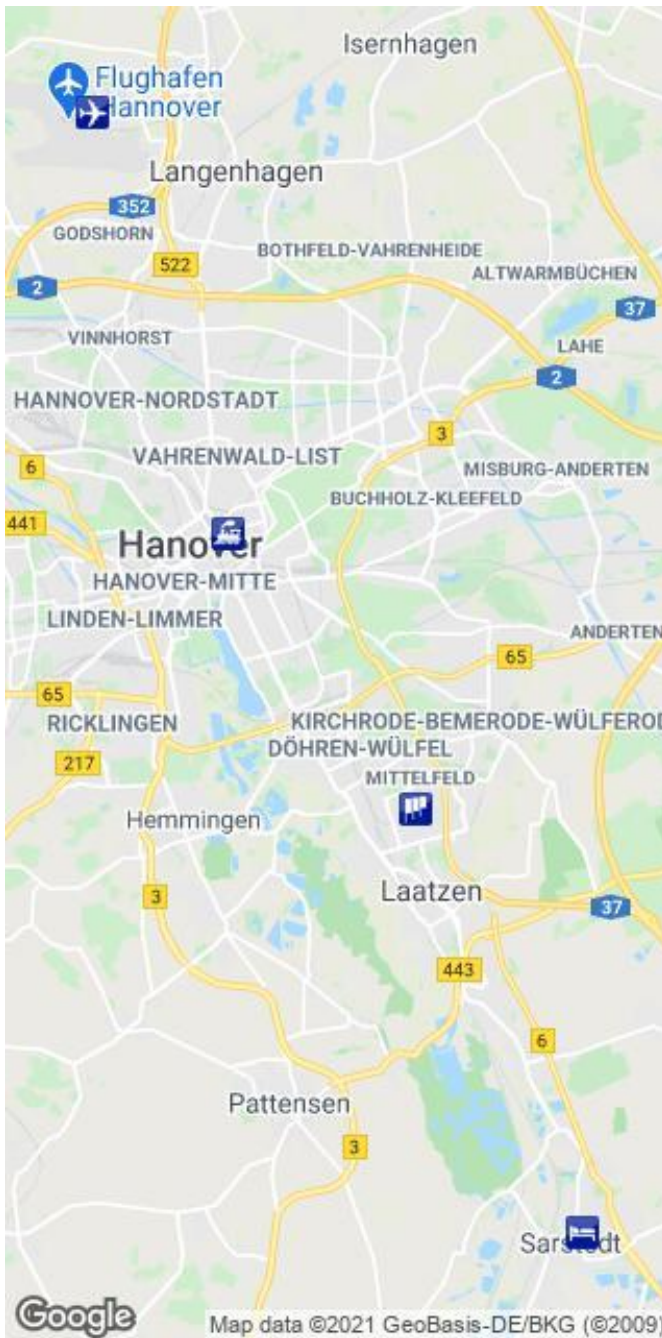 Isernhagen
Flughafen
Hannover
Langenhagen
352
GODSHORN
BOTHFELD-VAHRENHEIDE
522
ALTWARMBÜCHEN
2
37
VINNHORST
LAHE
2
HANNOVER-NORDSTADT
3
VAHRENWALD-LIST
6
MISBURG-ANDERTEN
BUCHHOLZ-KLEEFELD
441
Hanover
HANOVER-MITTE
LINDEN-LIMMER
ANDERTEN
65
65
RICKLINGEN
KIRCHRODE-BEMERODE-WÜLFEROD
DÖHREN-WÜLFEL
217
MITTELFELD
Hemmingen
Laatzen
3
37
443
6
Pattensen
3
Sarstedt
Google
Map data ©2021 GeoBasis-DE/BKG (©2009)